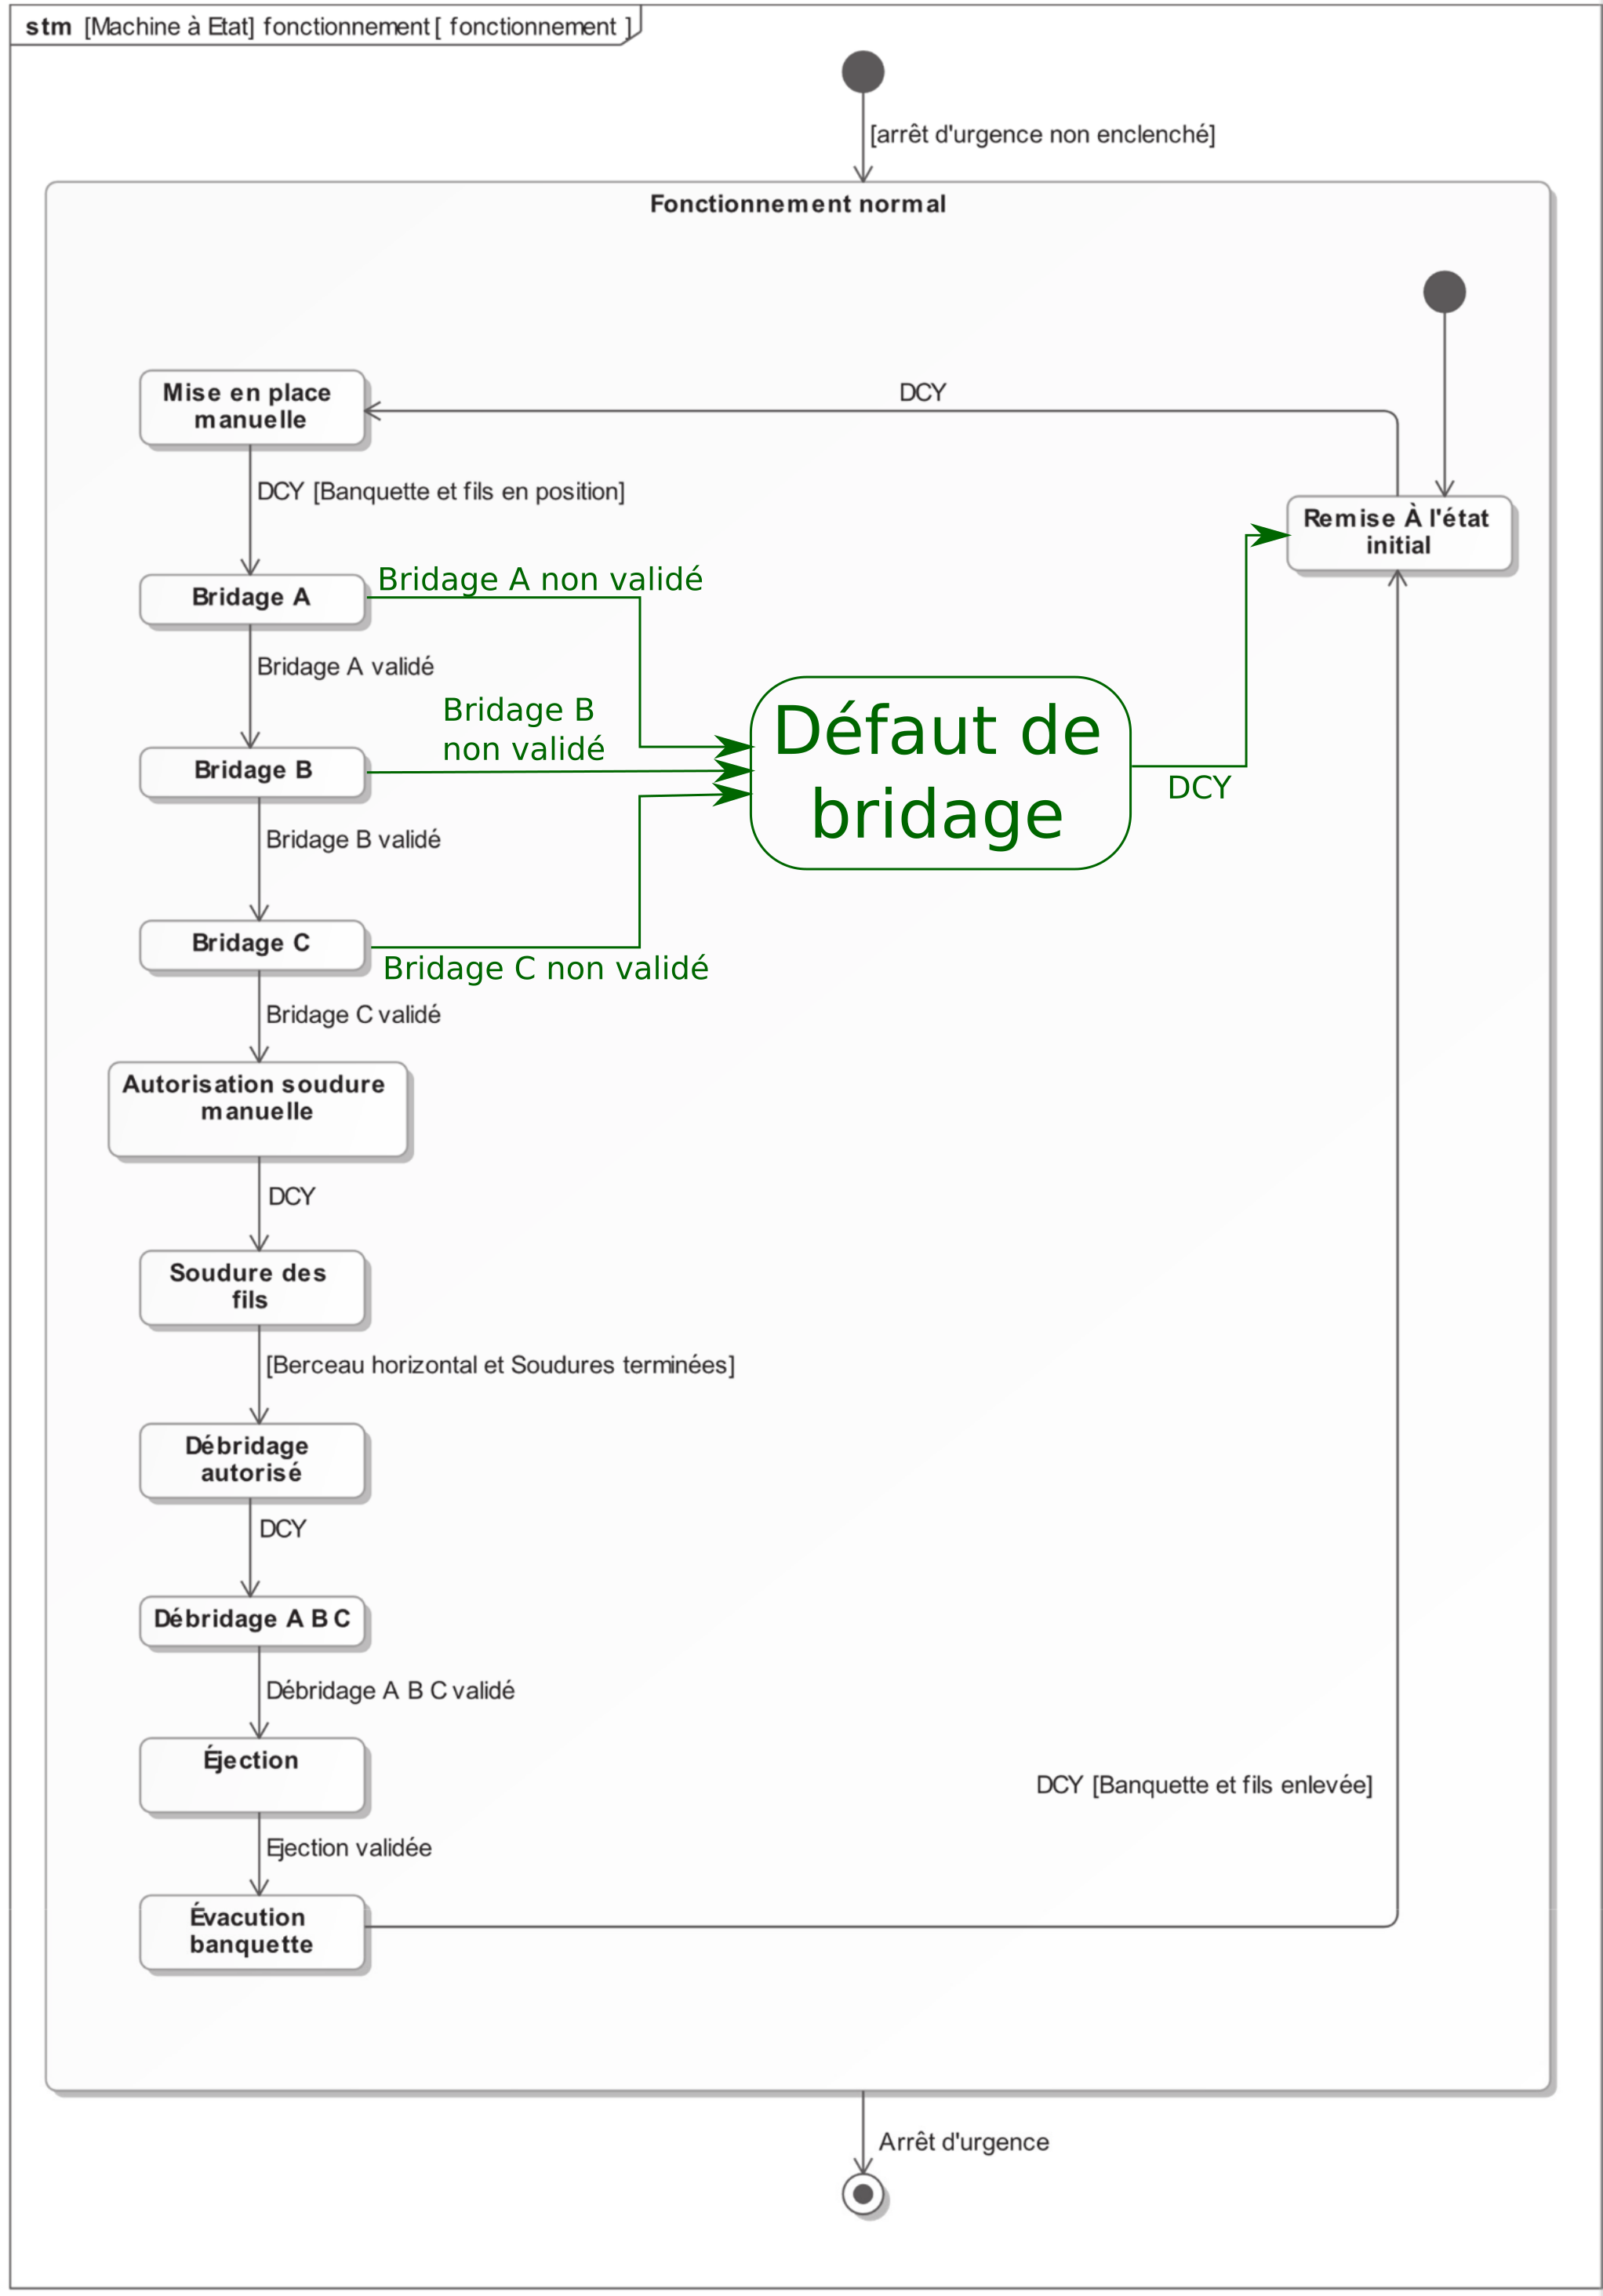 stm [Machine à Etat] fonctionnement [ fonctionnement ]
[arrêt d'urgence non enclenché]
Fonctionnement normal
DCY
Mise en place
manuelle
DCY [Banquette et fils en position]
Remise À l'état
initial
Bridage A non validé
Bridage A
Bridage A validé
Bridage B
non validé
Défaut de
bridage
Bridage B
DCY
Bridage B validé
Bridage C
Bridage C non validé
Bridage C validé
Autorisation soudure
manuelle
DCY
Soudure des
fils
[Berceau horizontal et Soudures terminées]
Débridage
autorisé
DCY
Débridage A B C
Débridage A B C validé
Éjection
DCY [Banquette et fils enlevée]
Ejection validée
Évacution
banquette
Arrêt d'urgence